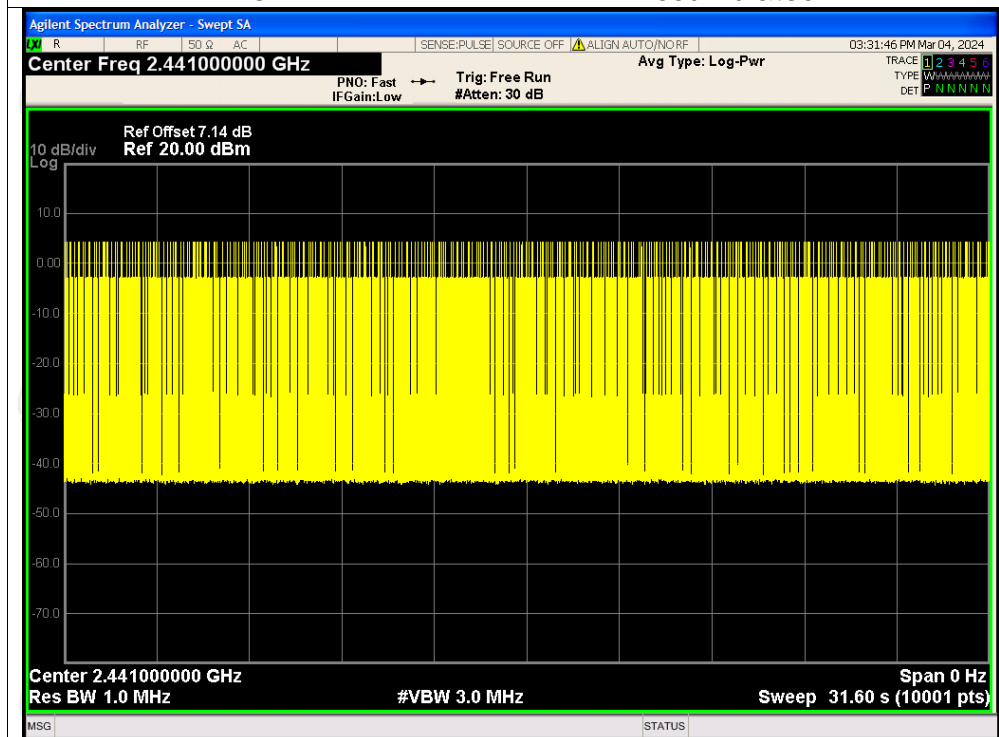 Agilent Spectrum Analyzer - Swept SA
LXI R RF 50 Ω AC SENSE:PULSE SOURCE OFF ALIGN AUTO/NO RF 03:31:46 PM Mar 04, 2024
Center Freq 2.441000000 GHz Avg Type: Log-Pwr TRACE 1 2 3 4 5 6
PNO: Fast Trig: Free Run TYPE W
IFGain:Low #Atten: 30 dB DET P N N N N N
Ref Offset 7.14 dB
10 dB/div Ref 20.00 dBm
Log
10.0
0.00
-10.0
-20.0
-30.0
-40.0
-50.0
-60.0
-70.0
Center 2.441000000 GHz Span 0 Hz
Res BW 1.0 MHz #VBW 3.0 MHz Sweep 31.60 s (10001 pts)
MSG STATUS